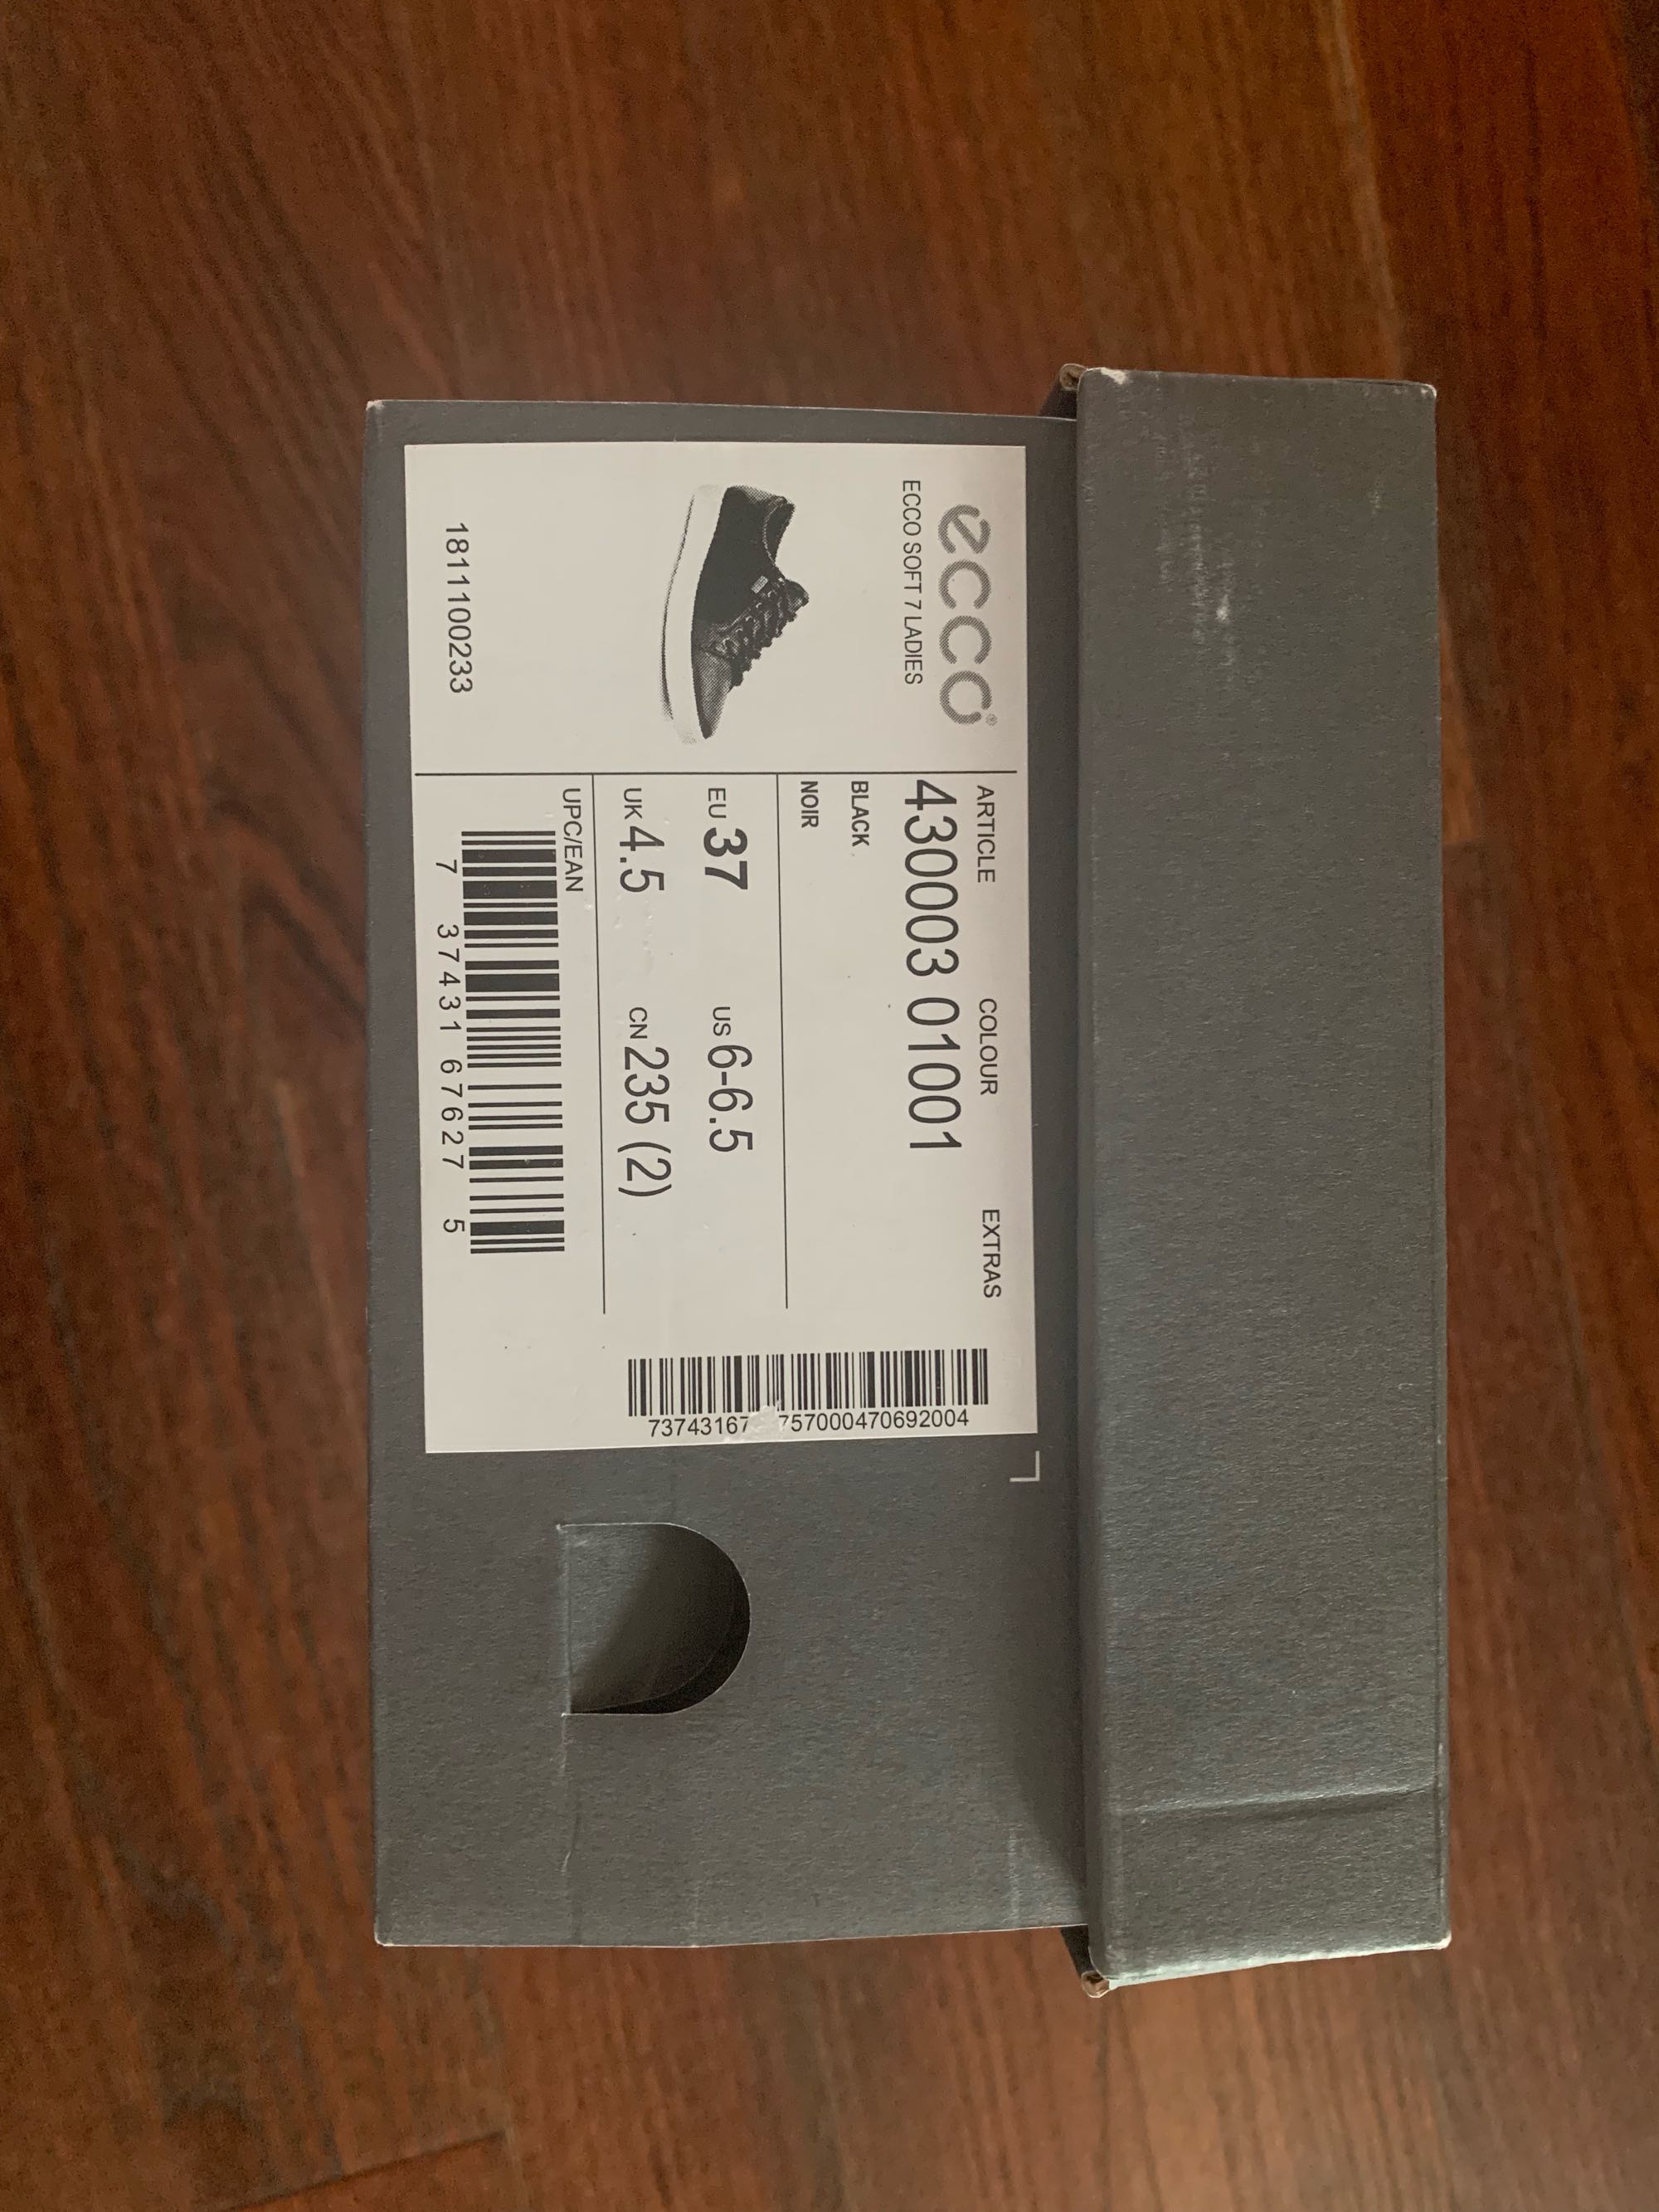 ecco®
ECCO SOFT 7 LADIES
1811100233
ARTICLE COLOUR EXTRAS
430003 01001
BLACK
NOIR
EU 37 US 6-6.5
UK 4.5 CN 235 (2)
UPC/EAN
7 37431 67627 5
73743167 757000470692004